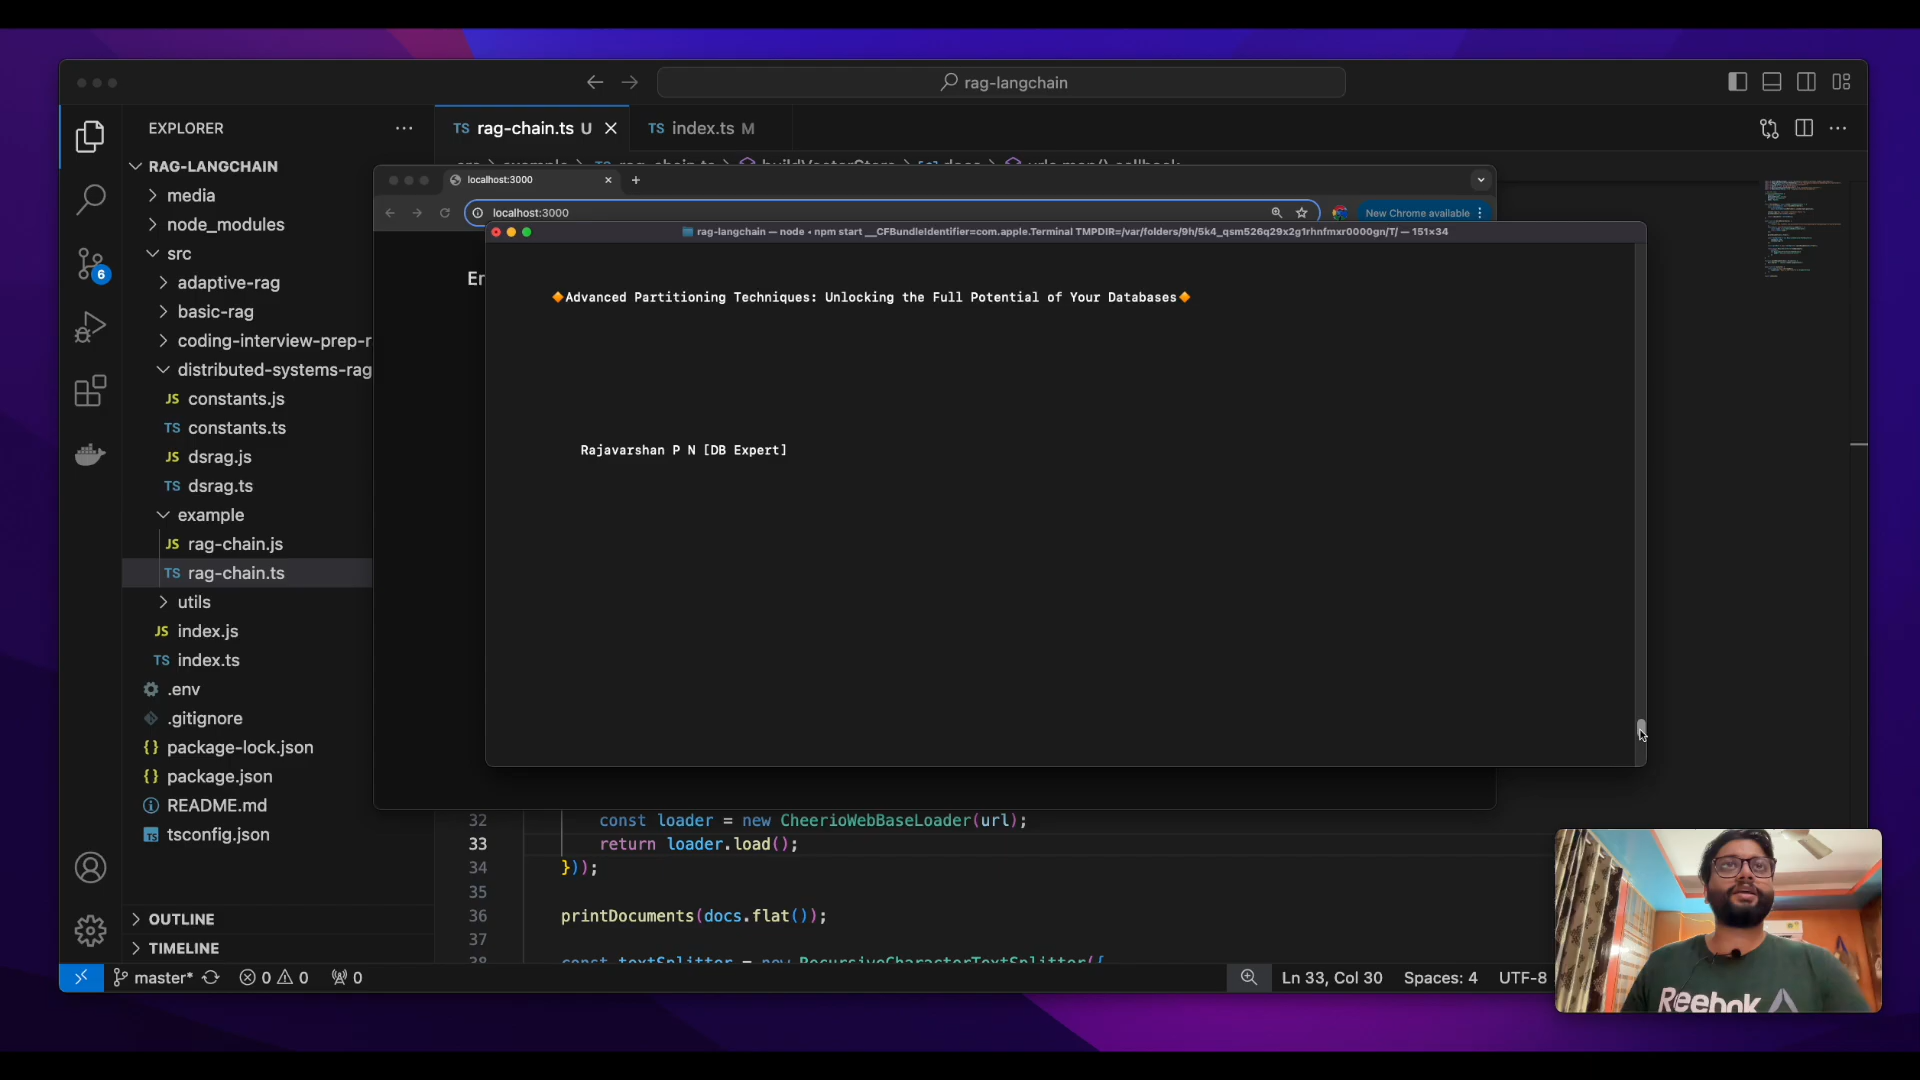 rag-langchain
EXPLORER
TS rag-chain.ts U
TS index.ts M
RAG-LANGCHAIN
media
node_modules
src
adaptive-rag
basic-rag
coding-interview-prep-r
distributed-systems-rag
JS constants.js
TS constants.ts
JS dsrag.js
TS dsrag.ts
example
JS rag-chain.js
TS rag-chain.ts
utils
JS index.js
TS index.ts
.env
.gitignore
{} package-lock.json
{} package.json
README.md
TS tsconfig.json
OUTLINE
TIMELINE
6
localhost:3000
localhost:3000
New Chrome available
rag-langchain — node • npm start __CFBundleIdentifier=com.apple.Terminal TMPDIR=/var/folders/9h/5k4_qsm526q29x2g1rhnfmxr0000gn/T/ — 151×34
Er
🔶Advanced Partitioning Techniques: Unlocking the Full Potential of Your Databases🔶
Rajavarshan P N [DB Expert]
32 const loader = new CheerioWebBaseLoader(url);
33 return loader.load();
34 }));
35
36 printDocuments(docs.flat());
37
38 const textSplitter = new RecursiveCharacterTextSplitter({
master* 0 0 0
Ln 33, Col 30 Spaces: 4 UTF-8
Reebok